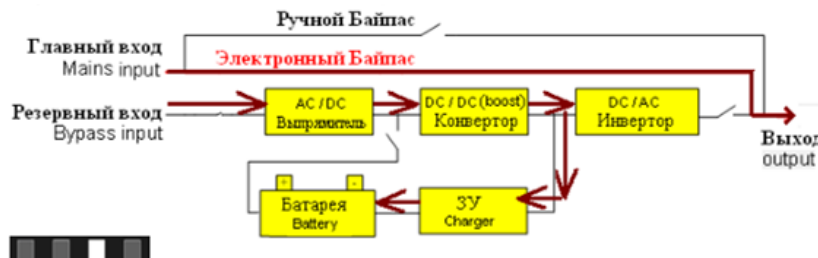 Ручной Байпас
Главный вход
Mains input
Электронный Байпас
Резервный вход
Bypass input
AC / DC
Выпрямитель
DC / DC (boost)
Конвертор
DC / AC
Инвертор
Выход
output
+
-
Батарея
Battery
ЗУ
Charger